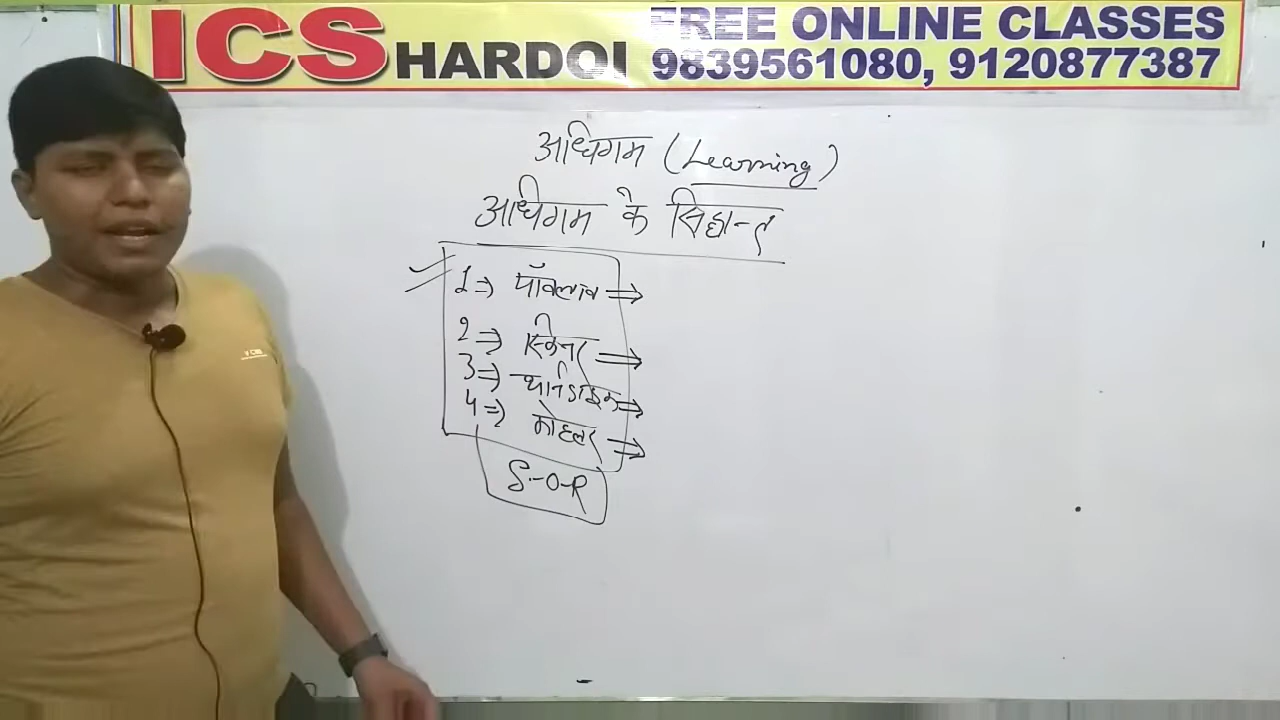 ICS HARDOI FREE ONLINE CLASSES
9839561080, 9120877387
अधिगम (Learning)
अधिगम के सिद्धान्त
1⇒ पॉवलाव ⇒
2⇒ स्किनर ⇒
3⇒ थार्नडाइक ⇒
4⇒ कोहलर ⇒
S-O-R